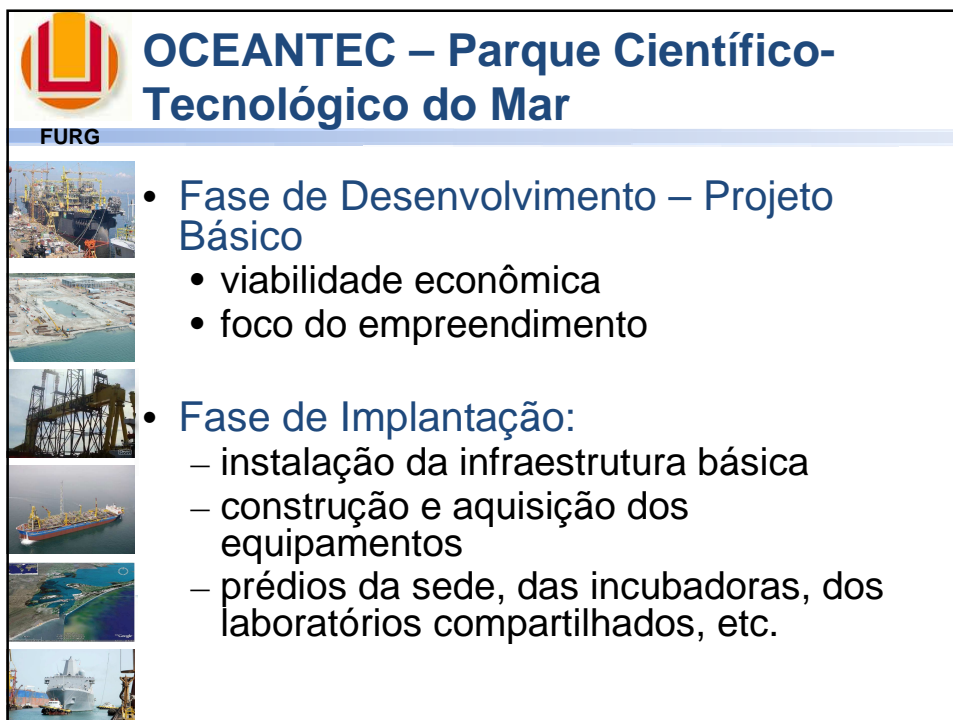 OCEANTEC – Parque Científico-
Tecnológico do Mar
FURG
• Fase de Desenvolvimento – Projeto
Básico
• viabilidade econômica
• foco do empreendimento
• Fase de Implantação:
– instalação da infraestrutura básica
– construção e aquisição dos
equipamentos
– prédios da sede, das incubadoras, dos
laboratórios compartilhados, etc.